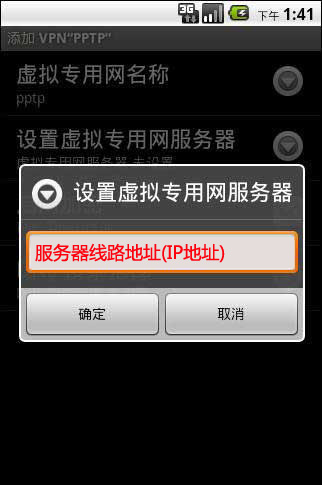 3G 下午 1:41
添加 VPN"PPTP"
虚拟专用网名称
pptp
设置虚拟专用网服务器
虚拟专用网服务器 未设置
设置虚拟专用网服务器
服务器线路地址(IP地址)
确定 取消